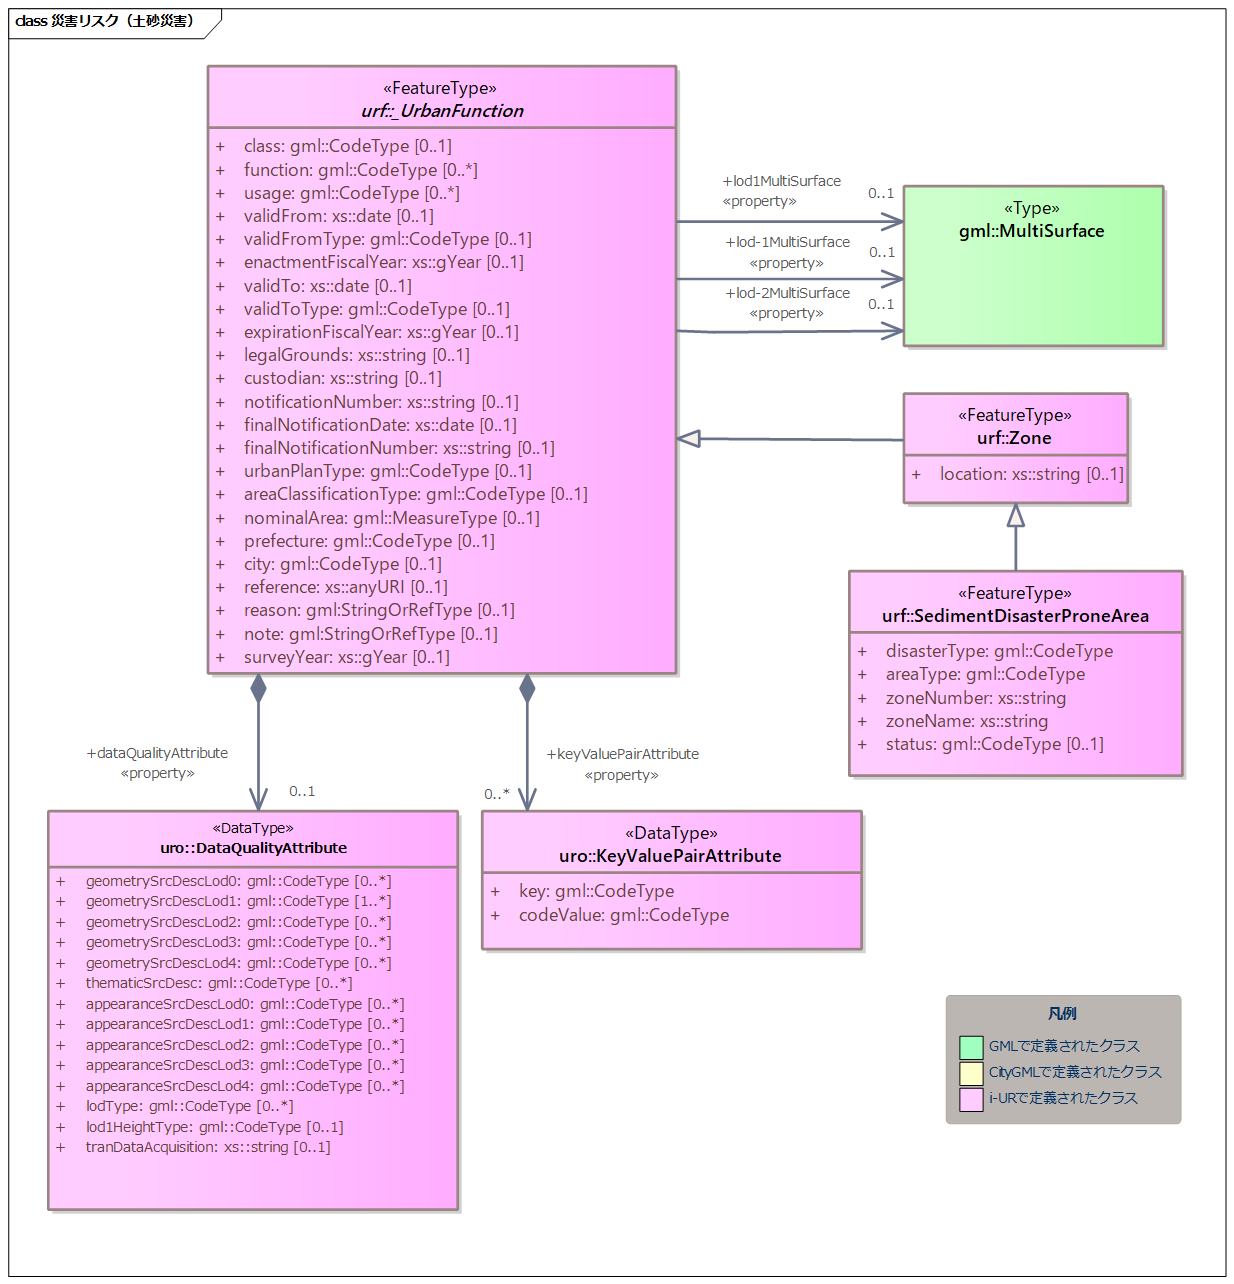 class 災害リスク（土砂災害）
«FeatureType»
urf::_UrbanFunction
+ class: gml::CodeType [0..1]
+ function: gml::CodeType [0..*]
+ usage: gml::CodeType [0..*]
+ validFrom: xs::date [0..1]
+ validFromType: gml::CodeType [0..1]
+ enactmentFiscalYear: xs::gYear [0..1]
+ validTo: xs::date [0..1]
+ validToType: gml::CodeType [0..1]
+ expirationFiscalYear: xs::gYear [0..1]
+ legalGrounds: xs::string [0..1]
+ custodian: xs::string [0..1]
+ notificationNumber: xs::string [0..1]
+ finalNotificationDate: xs::date [0..1]
+ finalNotificationNumber: xs::string [0..1]
+ urbanPlanType: gml::CodeType [0..1]
+ areaClassificationType: gml::CodeType [0..1]
+ nominalArea: gml::MeasureType [0..1]
+ prefecture: gml::CodeType [0..1]
+ city: gml::CodeType [0..1]
+ reference: xs::anyURI [0..1]
+ reason: gml:StringOrRefType [0..1]
+ note: gml:StringOrRefType [0..1]
+ surveyYear: xs::gYear [0..1]
+lod1MultiSurface
«property»
0..1
+lod-1MultiSurface
«property»
0..1
+lod-2MultiSurface
«property»
0..1
«Type»
gml::MultiSurface
«FeatureType»
urf::Zone
+ location: xs::string [0..1]
«FeatureType»
urf::SedimentDisasterProneArea
+ disasterType: gml::CodeType
+ areaType: gml::CodeType
+ zoneNumber: xs::string
+ zoneName: xs::string
+ status: gml::CodeType [0..1]
+dataQualityAttribute
«property»
0..1
+keyValuePairAttribute
«property»
0..*
«DataType»
uro::DataQualityAttribute
+ geometrySrcDescLod0: gml::CodeType [0..*]
+ geometrySrcDescLod1: gml::CodeType [1..*]
+ geometrySrcDescLod2: gml::CodeType [0..*]
+ geometrySrcDescLod3: gml::CodeType [0..*]
+ geometrySrcDescLod4: gml::CodeType [0..*]
+ thematicSrcDesc: gml::CodeType [0..*]
+ appearanceSrcDescLod0: gml::CodeType [0..*]
+ appearanceSrcDescLod1: gml::CodeType [0..*]
+ appearanceSrcDescLod2: gml::CodeType [0..*]
+ appearanceSrcDescLod3: gml::CodeType [0..*]
+ appearanceSrcDescLod4: gml::CodeType [0..*]
+ lodType: gml::CodeType [0..*]
+ lod1HeightType: gml::CodeType [0..1]
+ tranDataAcquisition: xs::string [0..1]
«DataType»
uro::KeyValuePairAttribute
+ key: gml::CodeType
+ codeValue: gml::CodeType
凡例
GMLで定義されたクラス
CityGMLで定義されたクラス
i-URで定義されたクラス